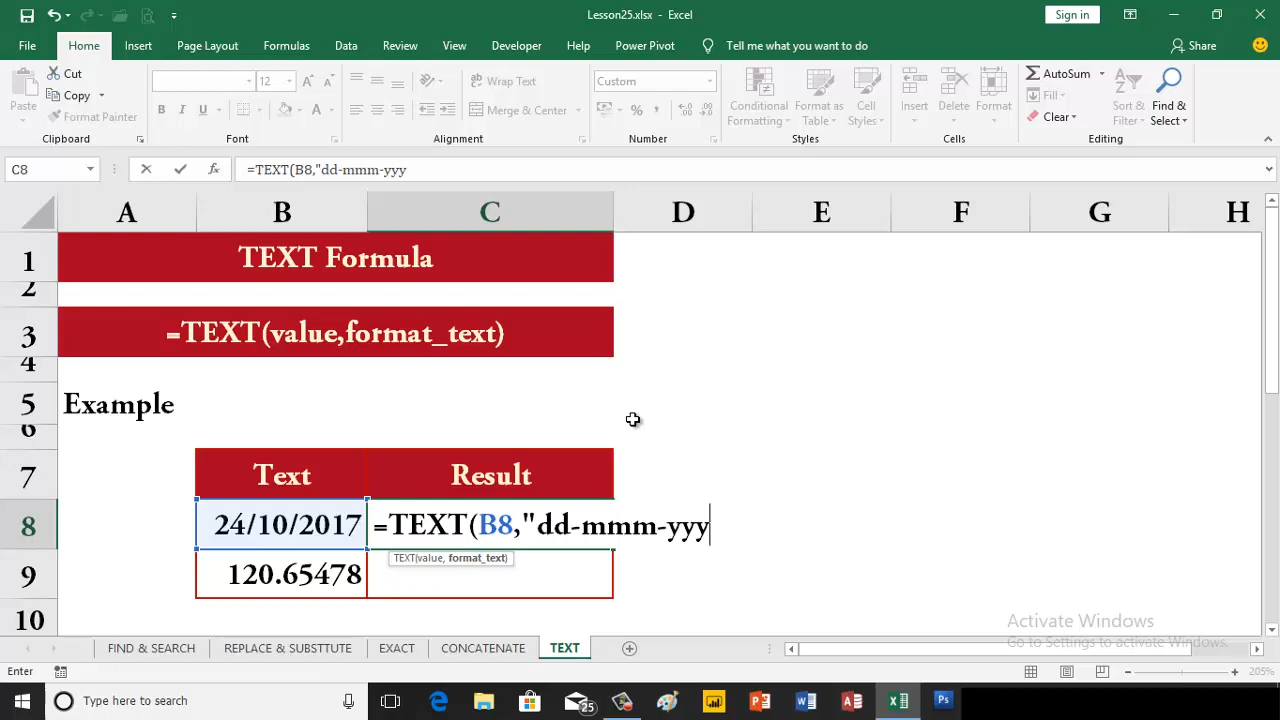 Lesson25.xlsx - Excel
Sign in
File Home Insert Page Layout Formulas Data Review View Developer Help Power Pivot Tell me what you want to do Share
Cut
Copy
Format Painter
Paste
Clipboard
12 A A
B I U A
Font
Wrap Text
Merge & Center
Alignment
Custom
% ,
Number
Conditional Formatting
Format as Table
Cell Styles
Styles
Insert Delete Format
Cells
AutoSum
Fill
Clear
Sort & Filter
Find & Select
Editing
C8 fx =TEXT(B8,"dd-mmm-yyy
A B C D E F G H
1 TEXT Formula
2
3 =TEXT(value,format_text)
4
5 Example
6
7 Text Result
8 24/10/2017 =TEXT(B8,"dd-mmm-yyy
TEXT(value, format_text)
9 120.65478
10
Activate Windows
Go to Settings to activate Windows.
FIND & SEARCH REPLACE & SUBSTITUTE EXACT CONCATENATE TEXT
Enter 205%
Type here to search 25